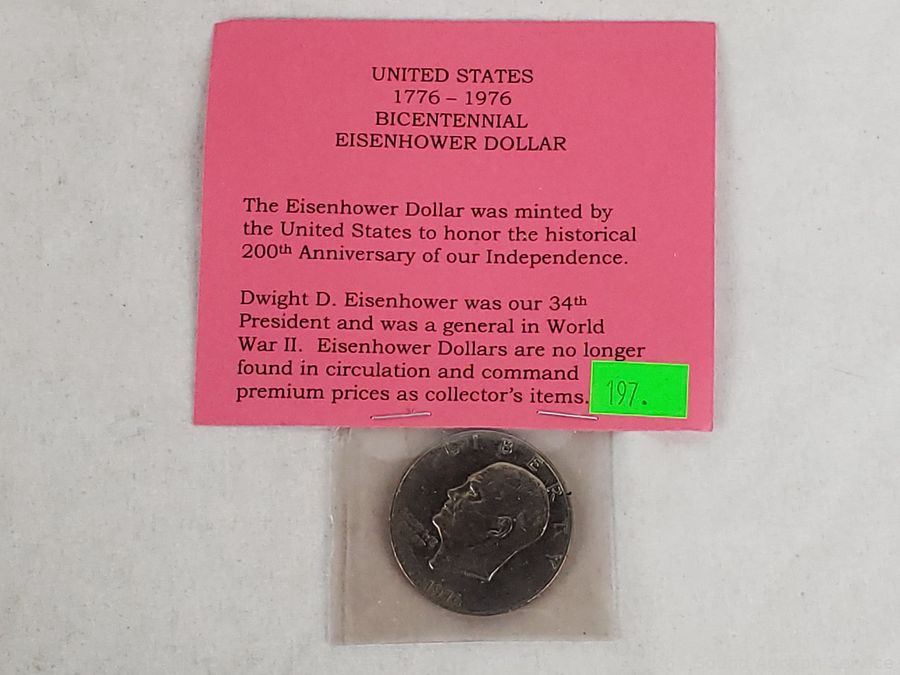 UNITED STATES
1776 – 1976
BICENTENNIAL
EISENHOWER DOLLAR
The Eisenhower Dollar was minted by
the United States to honor the historical
200th Anniversary of our Independence.
Dwight D. Eisenhower was our 34th
President and was a general in World
War II. Eisenhower Dollars are no longer
found in circulation and command
premium prices as collector's items.
197.
LIBERTY